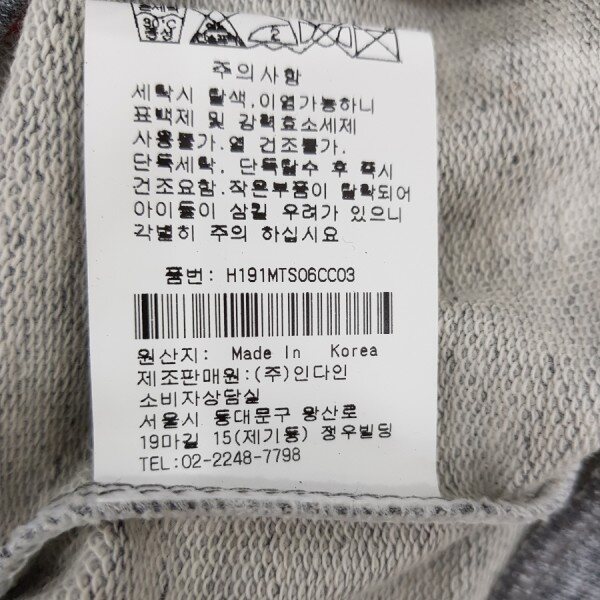 30℃
중성
주의사항
세탁시 탈색,이염가능하니
표백제 및 강력효소세제
사용불가.열 건조불가.
단독세탁, 단독탈수 후 즉시
건조요함.작은부품이 탈락되어
아이들이 삼킬 우려가 있으니
각별히 주의 하십시요
품번: H191MTS06CC03
원산지: Made In Korea
제조판매원:(주)인다인
소비자상담실
서울시 동대문구 왕산로
19마길 15(제기동) 정우빌딩
TEL:02-2248-7798